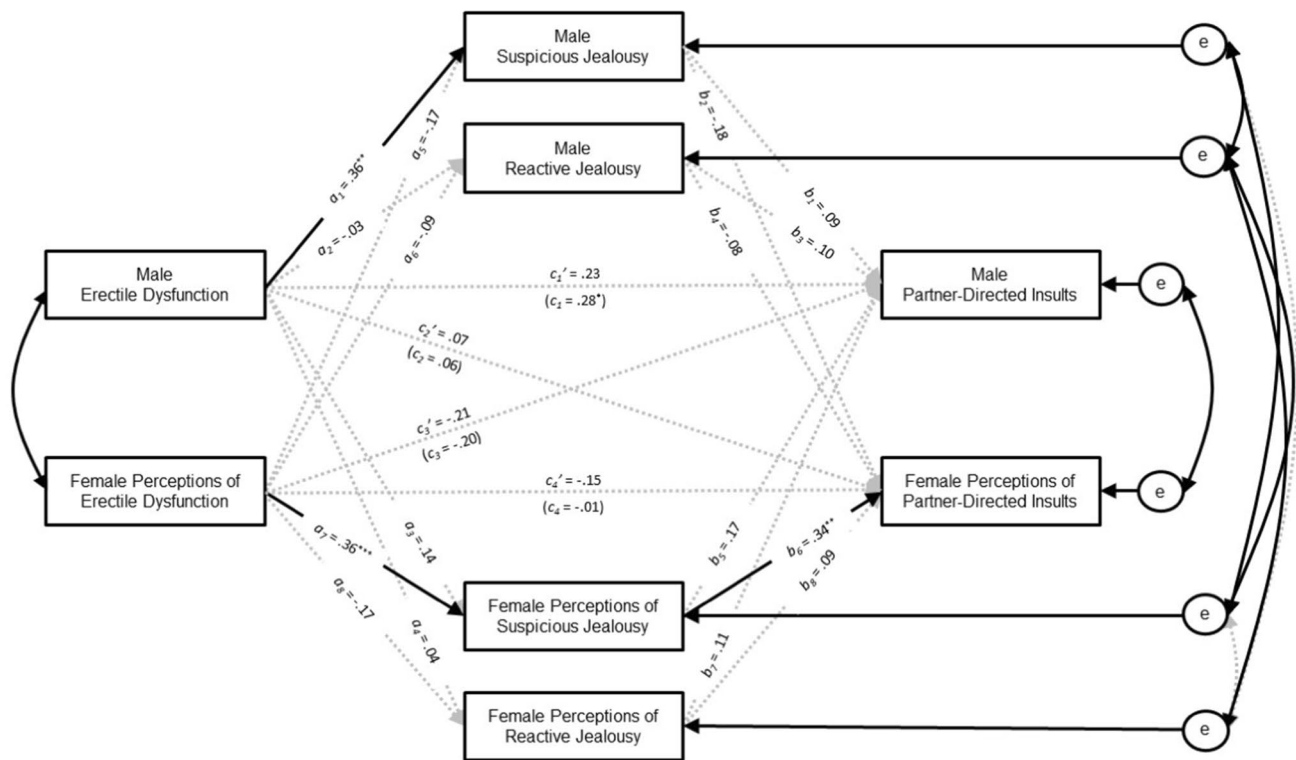 Male
Suspicious Jealousy
e
a₅ = -.17
b₂ = -.18
Male
Reactive Jealousy
e
a₁ = .36**
a₂ = -.03
a₆ = -.09
b₄ = -.08
b₁ = .09
b₃ = .10
Male
Erectile Dysfunction
c₁′ = .23
(c₁ = .28*)
Male
Partner-Directed Insults
e
c₂′ = .07
(c₂ = .06)
c₃′ = -.21
(c₃ = -.20)
Female Perceptions of
Erectile Dysfunction
c₄′ = -.15
(c₄ = -.01)
Female Perceptions of
Partner-Directed Insults
e
a₇ = .36***
a₃ = .14
b₅ = .17
b₆ = .34**
b₈ = .09
a₈ = -.17
a₄ = .04
Female Perceptions of
Suspicious Jealousy
e
b₇ = .11
Female Perceptions of
Reactive Jealousy
e